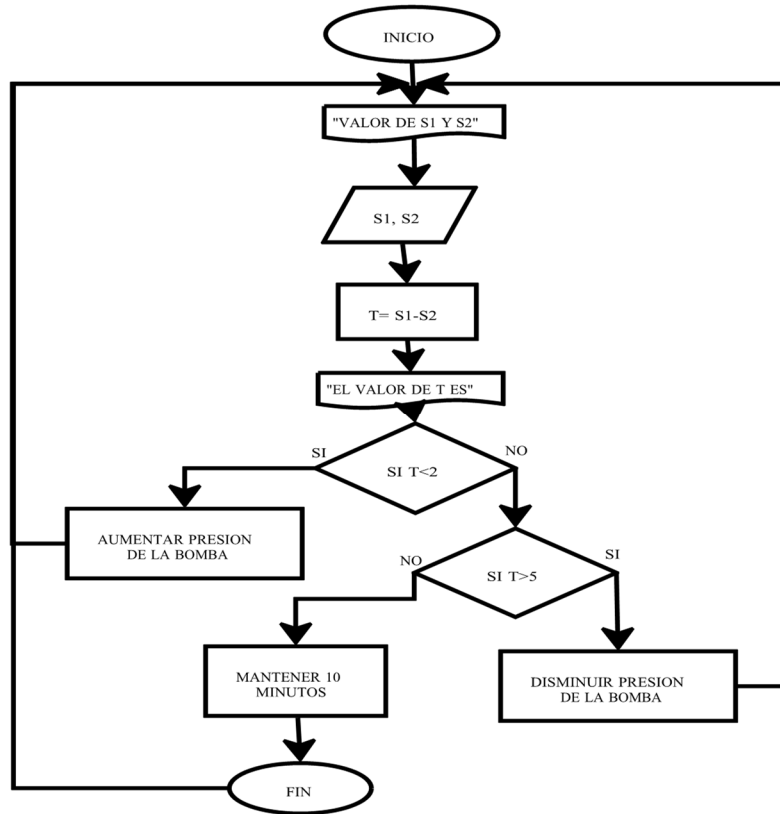 INICIO
"VALOR DE S1 Y S2"
S1, S2
T= S1-S2
"EL VALOR DE T ES"
SI
NO
SI T<2
AUMENTAR PRESION
DE LA BOMBA
NO
SI
SI T>5
MANTENER 10
MINUTOS
DISMINUIR PRESION
DE LA BOMBA
FIN